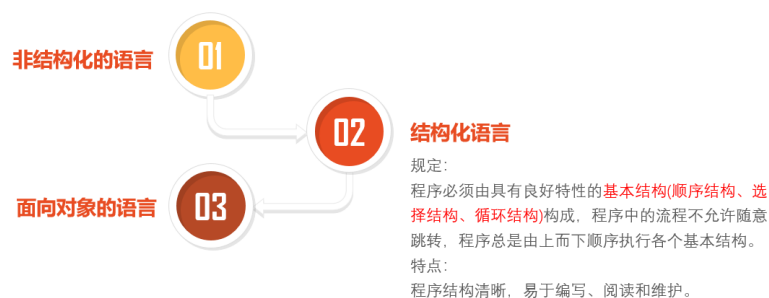 非结构化的语言
01
02
结构化语言
规定：
程序必须由具有良好特性的基本结构(顺序结构、选
择结构、循环结构)构成，程序中的流程不允许随意
跳转，程序总是由上而下顺序执行各个基本结构。
特点：
程序结构清晰，易于编写、阅读和维护。
面向对象的语言
03